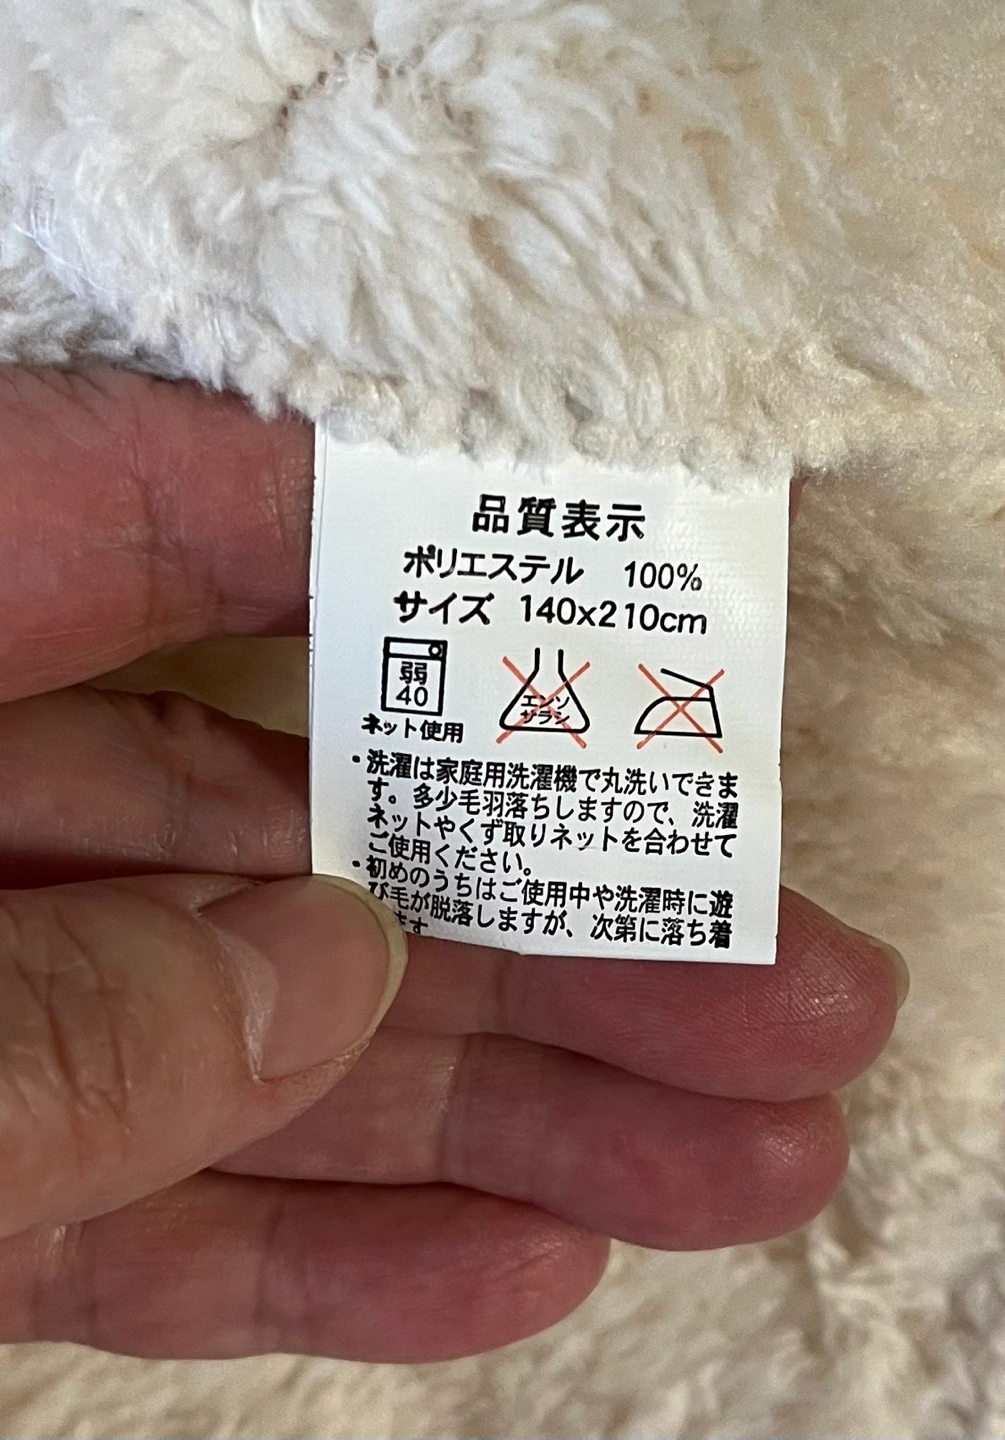 品質表示
ポリエステル 100%
サイズ 140x210cm
弱
40
ネット使用
エンソ
サラシ
・洗濯は家庭用洗濯機で丸洗いできま
す。多少毛羽落ちしますので、洗濯
ネットやくず取りネットを合わせて
ご使用ください。
・初めのうちはご使用中や洗濯時に遊
び毛が脱落しますが、次第に落ち着
ます